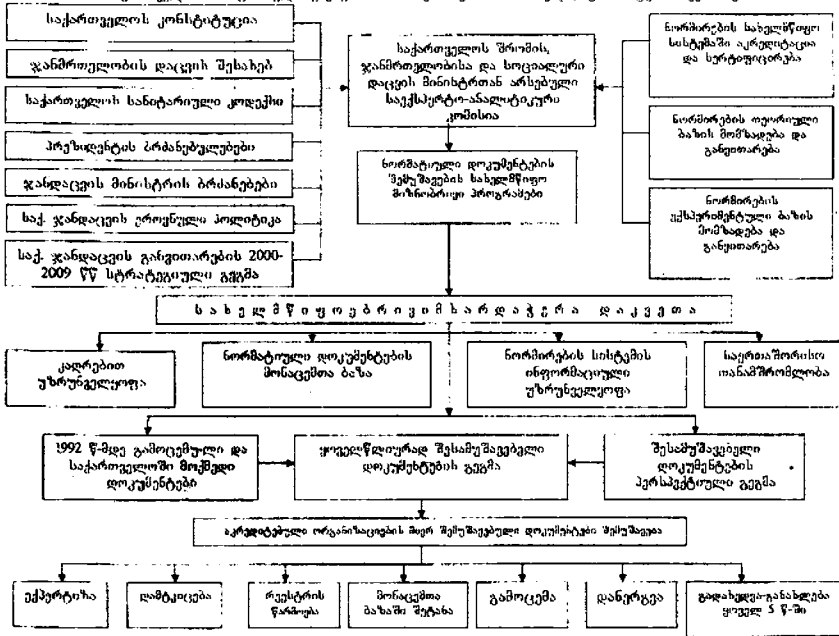 საქართველოს კონსტიტუცია
ჯანმრთელობის დაცვის შესახებ
საქართველოს სანიტარიული კოდექსი
პრეზიდენტის ბრძანებულებები
ჯანდაცვის მინისტრის ბრძანებები
საქ. ჯანდაცვის ეროვნული პოლიტიკა
საქ. ჯანდაცვის განვითარების 2000-
2009 წწ სტრატეგიული გეგმა
საქართველოს შრომის,
ჯანმრთელობისა და სოციალური
დაცვის მინისტრთან არსებული
საექსპერტო-ანალიტიკური
კომისია
ნორმატიული დოკუმენტების
შემუშავების სახელმწიფო
მიზნობრივი პროგრამები
ნორმირების სახელმწიფო
სისტემაში აკრედიტაცია
და სერტიფიცირება
ნორმირების თეორიული
ბაზის მომზადება და
განვითარება
ნორმირების
ექსპერიმენტული ბაზის
მომზადება და
განვითარება
ს ა ხ ე ლ მ წ ი ფ ო ე ბ რ ი ვ ი მ ხ ა რ დ ა ჭ ე რ ა დ ა კ ვ ე თ ა
კადრებით
უზრუნველყოფა
ნორმატიული დოკუმენტების
მონაცემთა ბაზა
ნორმირების სისტემის
ინფორმაციული
უზრუნველყოფა
საერთაშორისო
თანამშრომლობა
1992 წ-მდე გამოცემული და
საქართველოში მოქმედი
დოკუმენტები
ყოველწლიურად შესამუშავებელი
დოკუმენტების გეგმა
შესამუშავებელი
დოკუმენტების
პერსპექტიული გეგმა
აკრედიტებული ორგანიზაციების მიერ შემუშავებული დოკუმენტები შემუშავება
ექპერტიზა
დამტკიცება
რეესტრის
წარმოება
მონაცემთა
ბაზაში შეტანა
გამოცემა
დანერგვა
გადახედვა-განახლება
ყოველ 5 წ-ში